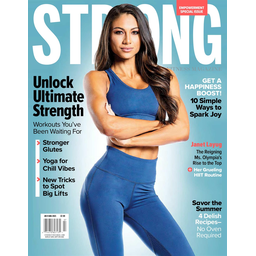 EMPOWERMENT
SPECIAL ISSUE
STRONG
Unlock
Ultimate
Strength
Workouts You've
Been Waiting For
Stronger
Glutes
Yoga for
Chill Vibes
New Tricks
to Spot
Big Lifts
GET A
HAPPINESS
BOOST!
10 Simple
Ways to
Spark Joy
Janet Layug
The Reigning
Ms. Olympia's
Rise to the Top
+ Her Grueling
HIIT Routine
Savor the
Summer
4 Delish
Recipes—
No Oven
Required